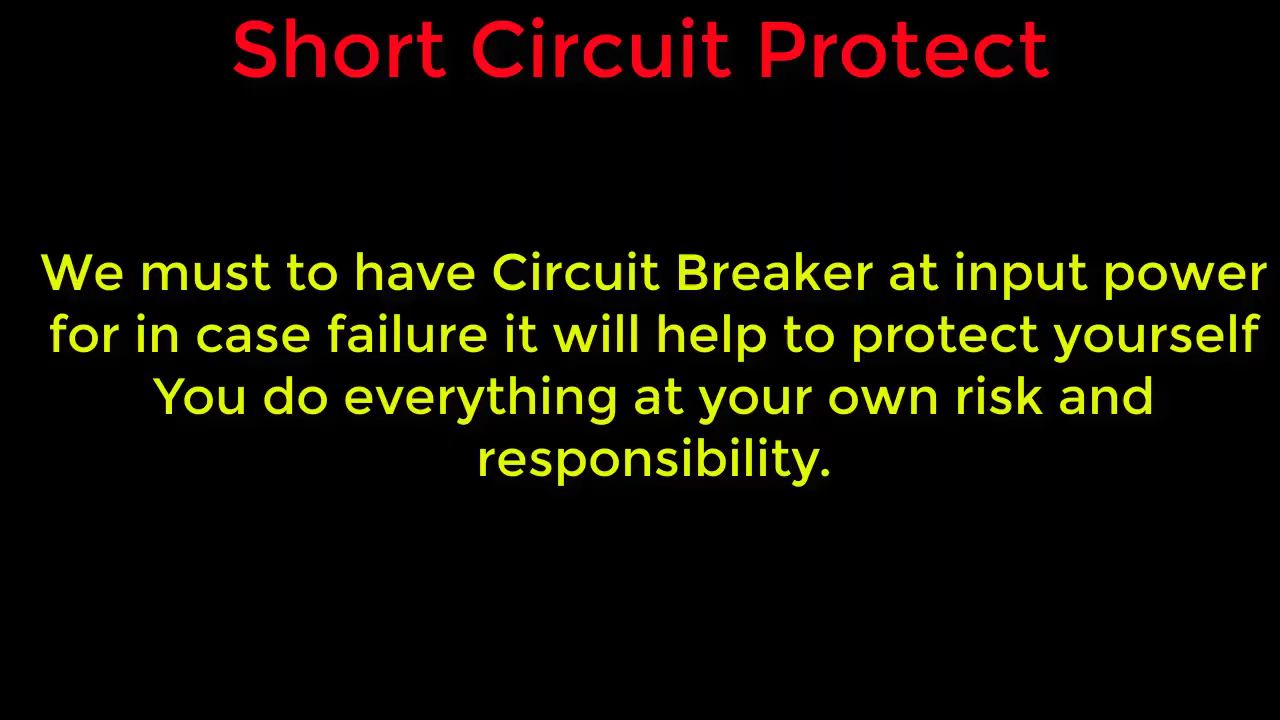 Short Circuit Protect
We must to have Circuit Breaker at input power
for in case failure it will help to protect yourself
You do everything at your own risk and
responsibility.